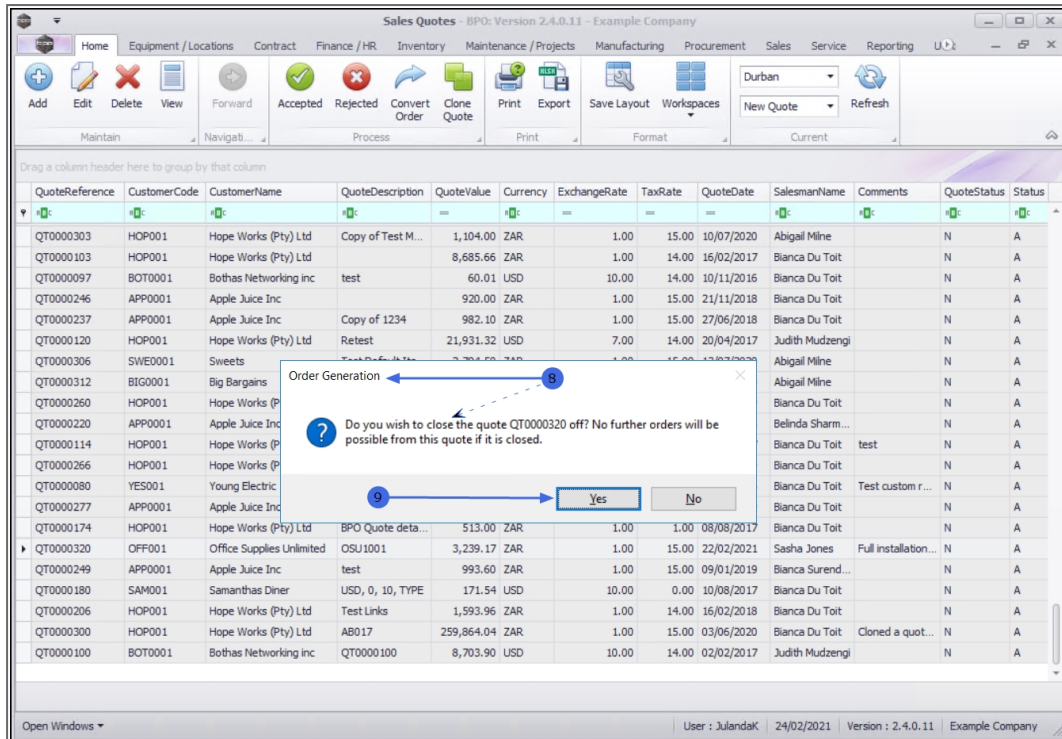 Sales Quotes - BPO: Version 2.4.0.11 - Example Company
Home Equipment / Locations Contract Finance / HR Inventory Maintenance / Projects Manufacturing Procurement Sales Service Reporting
Add Edit Delete View Forward Accepted Rejected Convert Order Clone Quote Print Export Save Layout Workspaces Durban New Quote Refresh
Maintain Navigati... Process Print Format Current
Drag a column header here to group by that column
QuoteReference CustomerCode CustomerName QuoteDescription QuoteValue Currency ExchangeRate TaxRate QuoteDate SalesmanName Comments QuoteStatus Status
QT0000303 HOP001 Hope Works (Pty) Ltd Copy of Test M... 1,104.00 ZAR 1.00 15.00 10/07/2020 Abigail Milne N A
QT0000103 HOP001 Hope Works (Pty) Ltd 8,685.66 ZAR 1.00 14.00 16/02/2017 Bianca Du Toit N A
QT0000097 BOT0001 Bothas Networking inc test 60.01 USD 10.00 14.00 10/11/2016 Bianca Du Toit N A
QT0000246 APP0001 Apple Juice Inc 920.00 ZAR 1.00 15.00 21/11/2018 Bianca Du Toit N A
QT0000237 APP0001 Apple Juice Inc Copy of 1234 982.10 ZAR 1.00 15.00 27/06/2018 Bianca Du Toit N A
QT0000120 HOP001 Hope Works (Pty) Ltd Retest 21,931.32 USD 7.00 14.00 20/04/2017 Judith Mudzengi N A
QT0000306 SWE0001 Sweets Abigail Milne N A
QT0000312 BIG0001 Big Bargains Abigail Milne N A
QT0000260 HOP001 Hope Works (P Bianca Du Toit N A
QT0000220 APP0001 Apple Juice Inc Belinda Sharm... N A
QT0000114 HOP001 Hope Works (P Bianca Du Toit test N A
QT0000266 HOP001 Hope Works (P Bianca Du Toit N A
QT0000080 YES001 Young Electric Bianca Du Toit Test custom r... N A
QT0000277 APP0001 Apple Juice Inc Bianca Du Toit N A
Order Generation 8
Do you wish to close the quote QT0000320 off? No further orders will be
possible from this quote if it is closed.
9 Yes No
QT0000174 HOP001 Hope Works (Pty) Ltd BPO Quote deta... 513.00 ZAR 1.00 1.00 08/08/2017 Bianca Du Toit N A
QT0000320 OFF001 Office Supplies Unlimited OSU1001 3,239.17 ZAR 1.00 15.00 22/02/2021 Sasha Jones Full installation... N A
QT0000249 APP0001 Apple Juice Inc test 993.60 ZAR 1.00 15.00 09/01/2019 Bianca Surend... N A
QT0000180 SAM001 Samanthas Diner USD, 0, 10, TYPE 171.54 USD 10.00 0.00 10/08/2017 Bianca Du Toit N A
QT0000206 HOP001 Hope Works (Pty) Ltd Test Links 1,593.96 ZAR 1.00 14.00 16/02/2018 Bianca Du Toit N A
QT0000300 HOP001 Hope Works (Pty) Ltd AB017 259,864.04 ZAR 1.00 15.00 03/06/2020 Bianca Du Toit Cloned a quot... N A
QT0000100 BOT0001 Bothas Networking inc QT0000100 8,703.90 USD 10.00 14.00 02/02/2017 Judith Mudzengi N A
Open Windows User : JulandaK 24/02/2021 Version : 2.4.0.11 Example Company